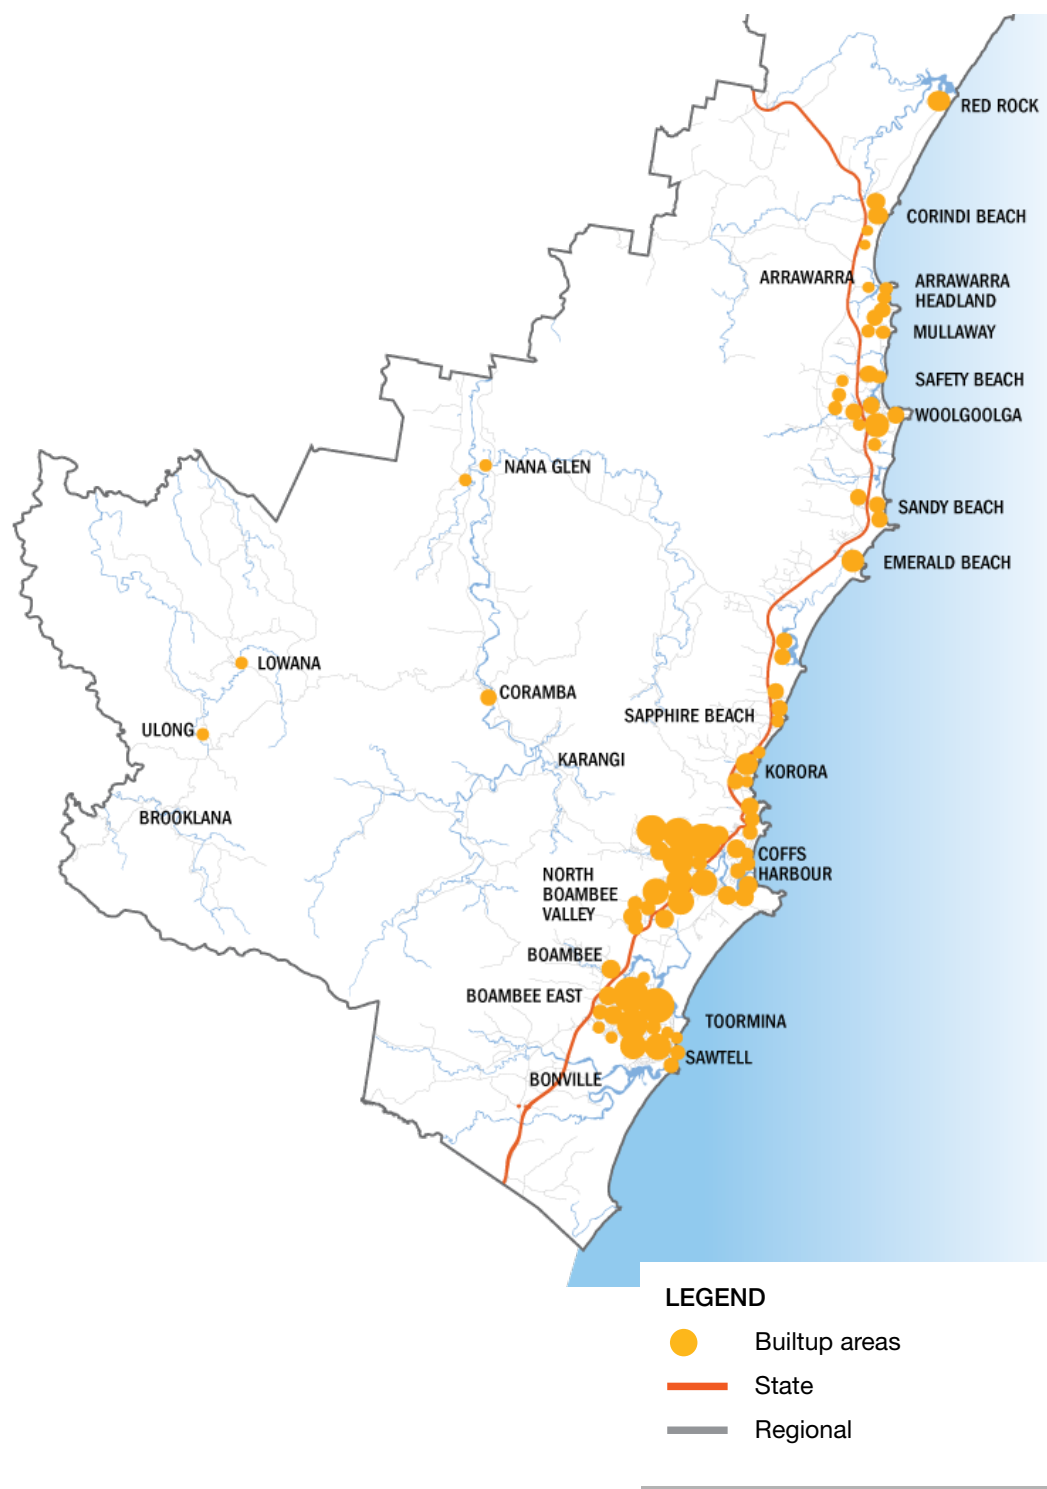 RED ROCK
CORINDI BEACH
ARRAWARRA
ARRAWARRA
HEADLAND
MULLAWAY
SAFETY BEACH
WOOLGOOLGA
NANA GLEN
SANDY BEACH
EMERALD BEACH
LOWANA
CORAMBA
SAPPHIRE BEACH
ULONG
KARANGI
KORORA
BROOKLANA
COFFS
HARBOUR
NORTH
BOAMBEE
VALLEY
BOAMBEE
BOAMBEE EAST
TOORMINA
SAWTELL
BONVILLE
LEGEND
Builtup areas
State
Regional